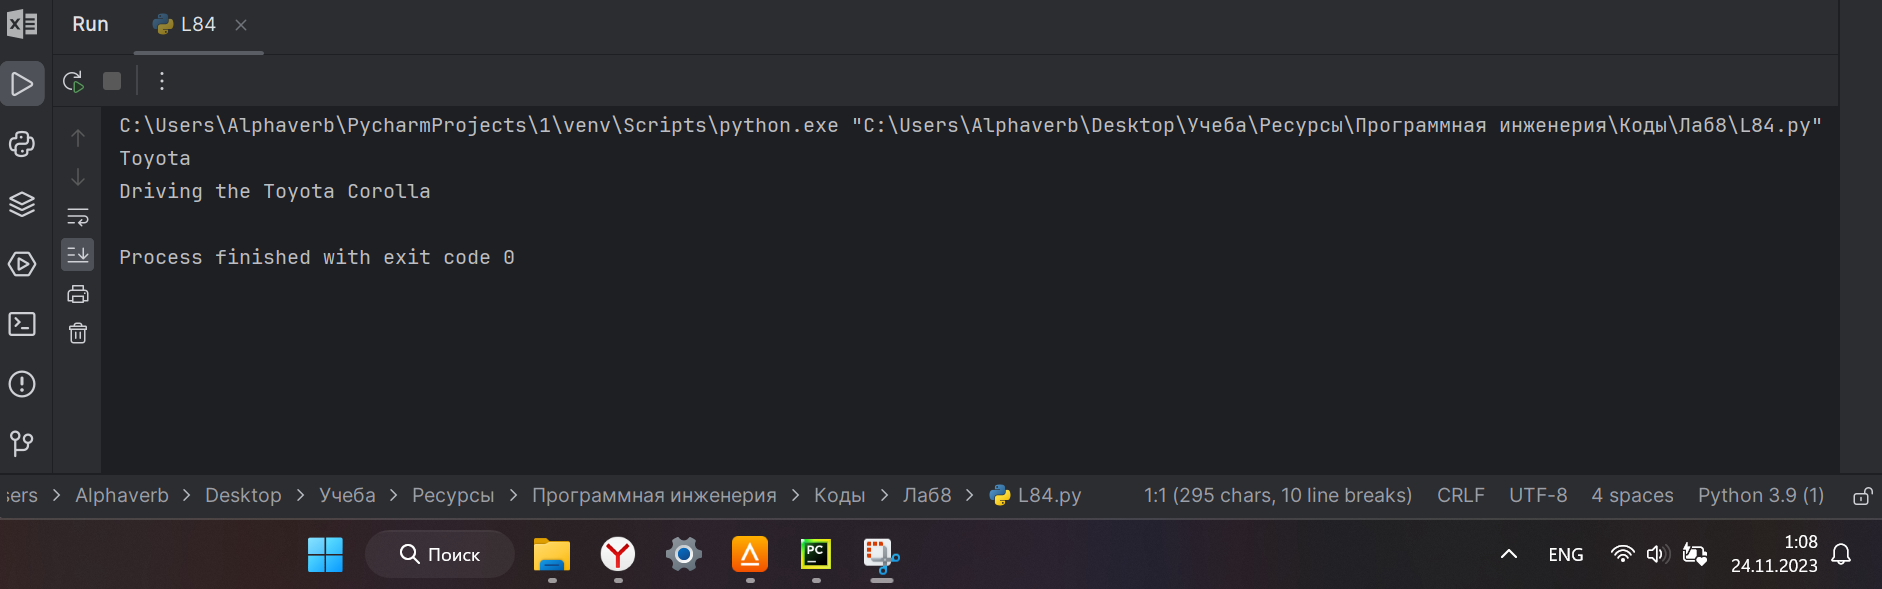 Run L84
C:\Users\Alphaverb\PycharmProjects\1\venv\Scripts\python.exe "C:\Users\Alphaverb\Desktop\Учеба\Ресурсы\Программная инженерия\Коды\Лаб8\L84.py"
Toyota
Driving the Toyota Corolla
Process finished with exit code 0
sers > Alphaverb > Desktop > Учеба > Ресурсы > Программная инженерия > Коды > Лаб8 > L84.py 1:1 (295 chars, 10 line breaks) CRLF UTF-8 4 spaces Python 3.9 (1)
Поиск
PC
ENG
1:08
24.11.2023